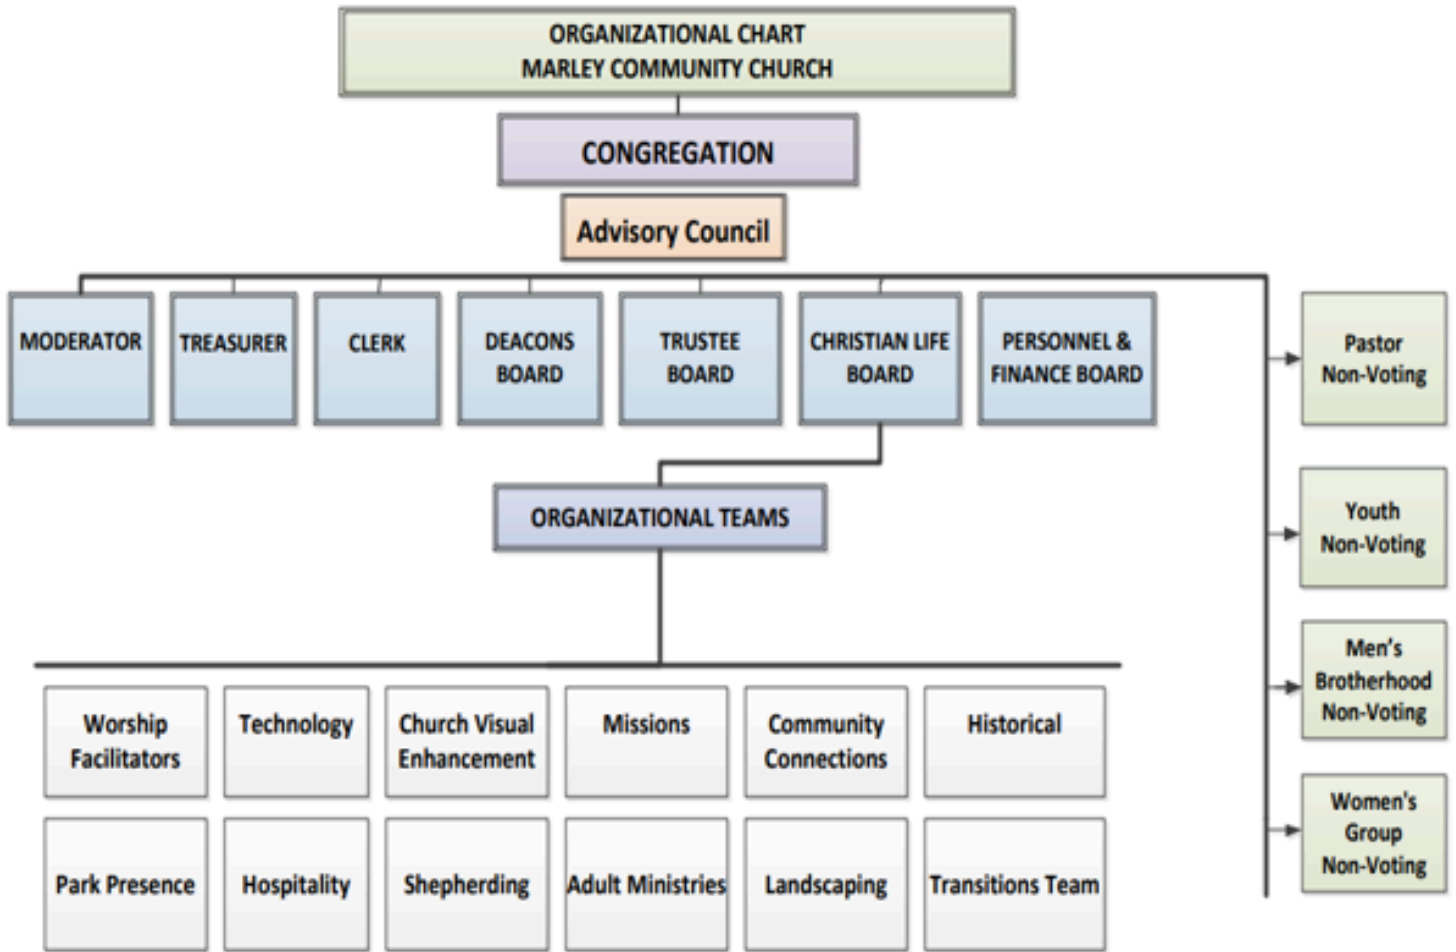 ORGANIZATIONAL CHART
MARLEY COMMUNITY CHURCH
CONGREGATION
Advisory Council
MODERATOR
TREASURER
CLERK
DEACONS
BOARD
TRUSTEE
BOARD
CHRISTIAN LIFE
BOARD
PERSONNEL &
FINANCE BOARD
Pastor
Non-Voting
Youth
Non-Voting
Men’s
Brotherhood
Non-Voting
Women's
Group
Non-Voting
ORGANIZATIONAL TEAMS
Worship
Facilitators
Technology
Church Visual
Enhancement
Missions
Community
Connections
Historical
Park Presence
Hospitality
Shepherding
Adult Ministries
Landscaping
Transitions Team